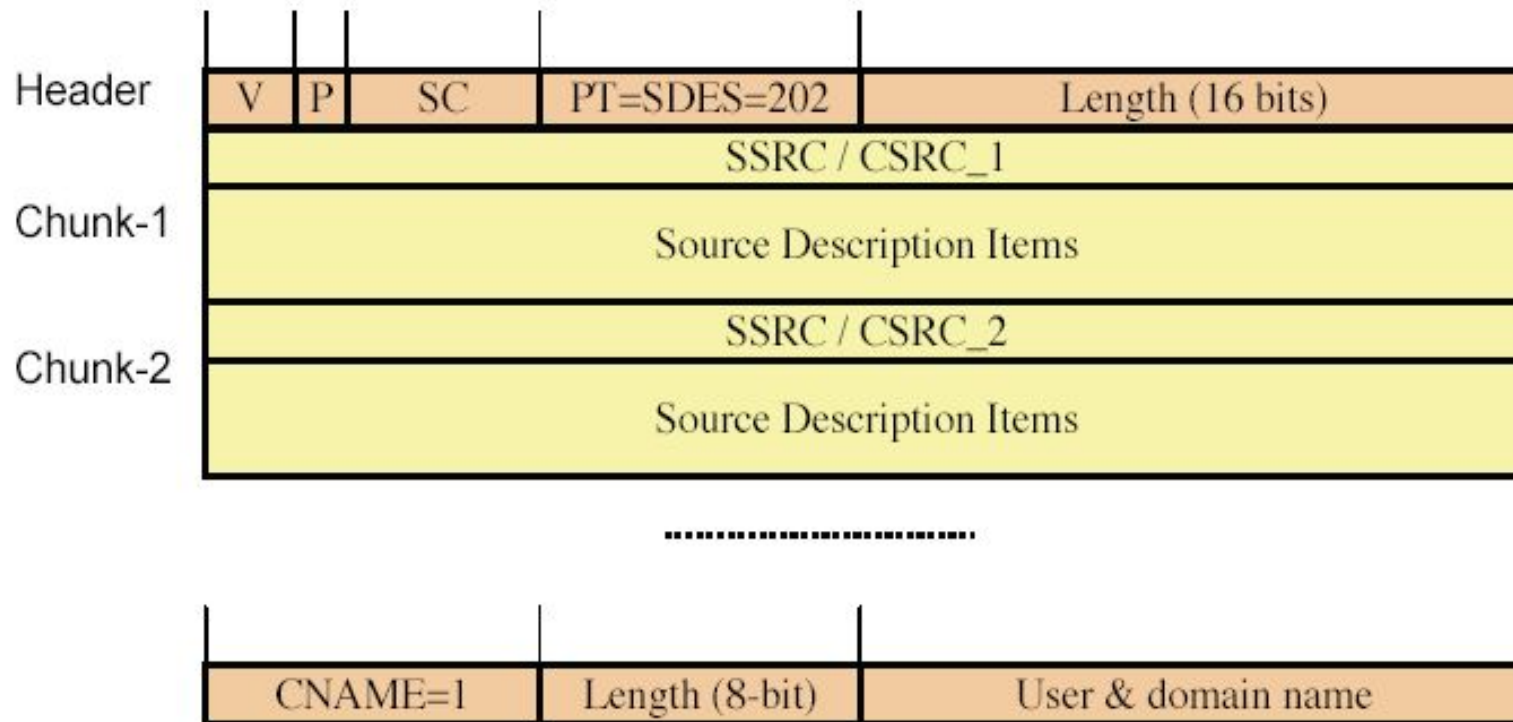 Header V P SC PT=SDES=202 Length (16 bits)
SSRC / CSRC_1
Chunk-1
Source Description Items
SSRC / CSRC_2
Chunk-2
Source Description Items
CNAME=1 Length (8-bit) User & domain name